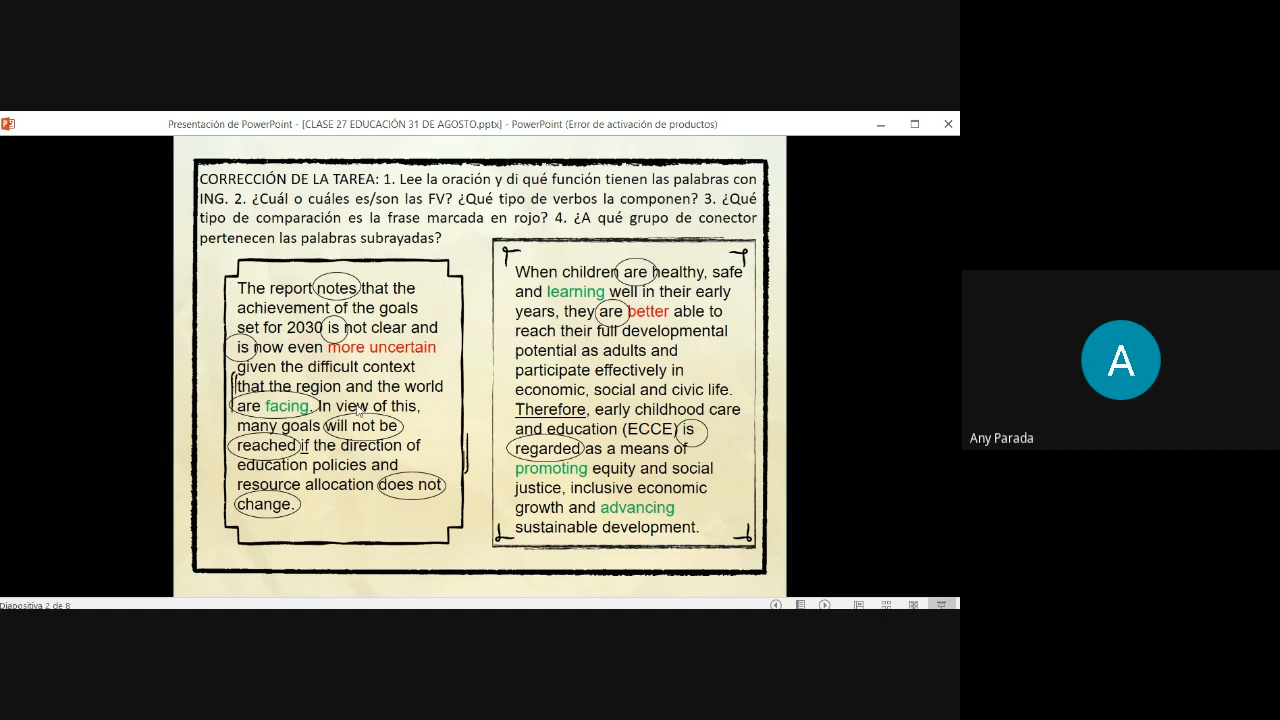 Presentación de PowerPoint - [CLASE 27 EDUCACIÓN 31 DE AGOSTO.pptx] - PowerPoint (Error de activación de productos)
CORRECCIÓN DE LA TAREA: 1. Lee la oración y di qué función tienen las palabras con
ING. 2. ¿Cuál o cuáles es/son las FV? ¿Qué tipo de verbos la componen? 3. ¿Qué
tipo de comparación es la frase marcada en rojo? 4. ¿A qué grupo de conector
pertenecen las palabras subrayadas?
The report notes that the
achievement of the goals
set for 2030 is not clear and
is now even more uncertain
given the difficult context
that the region and the world
are facing. In view of this,
many goals will not be
reached if the direction of
education policies and
resource allocation does not
change.
When children are healthy, safe
and learning well in their early
years, they are better able to
reach their full developmental
potential as adults and
participate effectively in
economic, social and civic life.
Therefore, early childhood care
and education (ECCE) is
regarded as a means of
promoting equity and social
justice, inclusive economic
growth and advancing
sustainable development.
A
Any Parada
Diapositiva 2 de 8